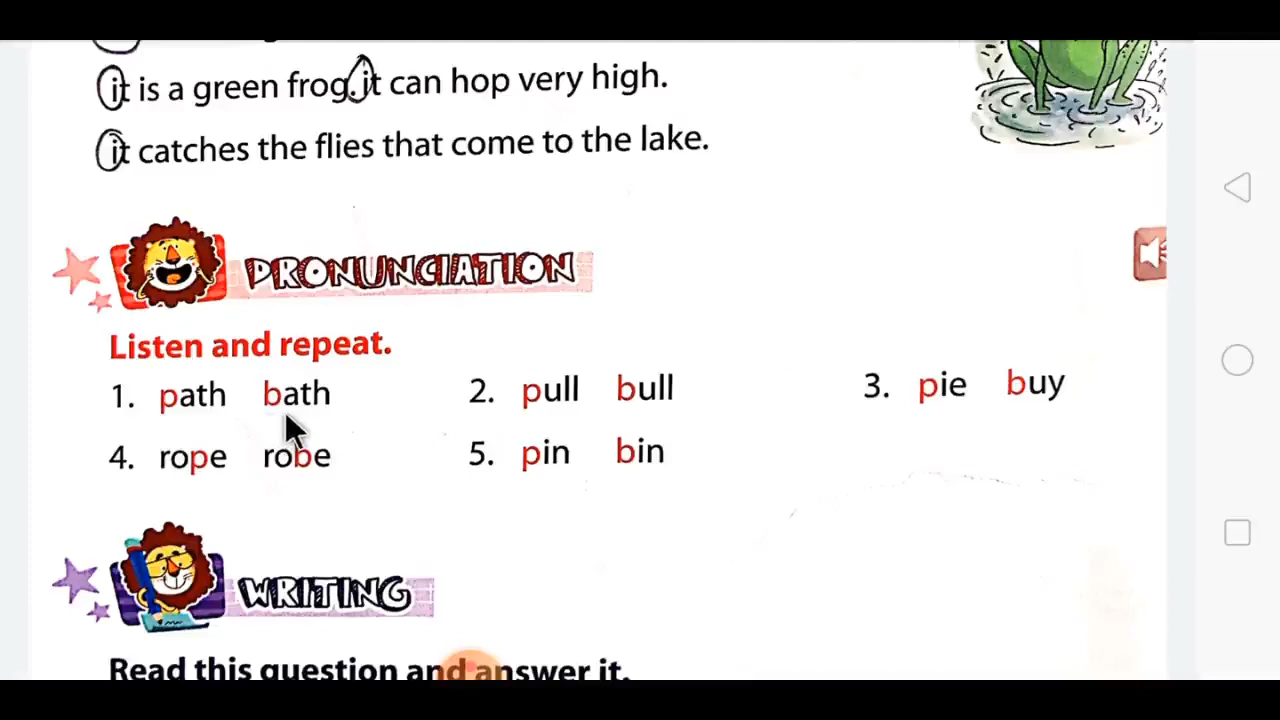 it is a green frog.it can hop very high.
it catches the flies that come to the lake.
PRONUNCIATION
Listen and repeat.
1. path bath 2. pull bull 3. pie buy
4. rope robe 5. pin bin
WRITING
Read this question and answer it.